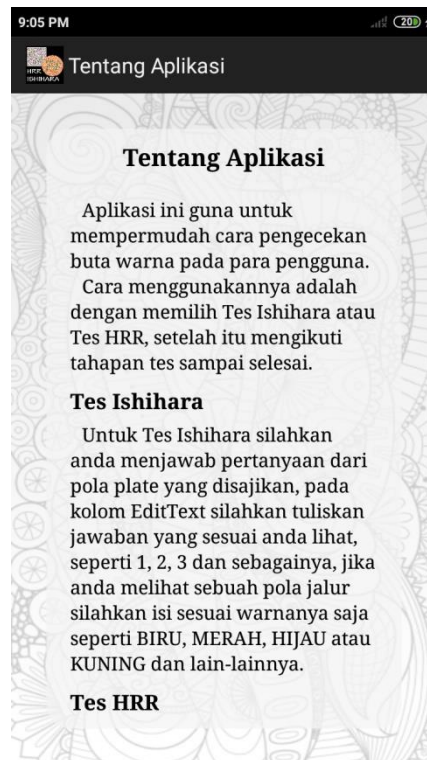 9:05 PM
20
HRR
ISHIHARA
Tentang Aplikasi
Tentang Aplikasi
Aplikasi ini guna untuk
mempermudah cara pengecekan
buta warna pada para pengguna.
Cara menggunakannya adalah
dengan memilih Tes Ishihara atau
Tes HRR, setelah itu mengikuti
tahapan tes sampai selesai.
Tes Ishihara
Untuk Tes Ishihara silahkan
anda menjawab pertanyaan dari
pola plate yang disajikan, pada
kolom EditText silahkan tuliskan
jawaban yang sesuai anda lihat,
seperti 1, 2, 3 dan sebagainya, jika
anda melihat sebuah pola jalur
silahkan isi sesuai warnanya saja
seperti BIRU, MERAH, HIJAU atau
KUNING dan lain-lainnya.
Tes HRR